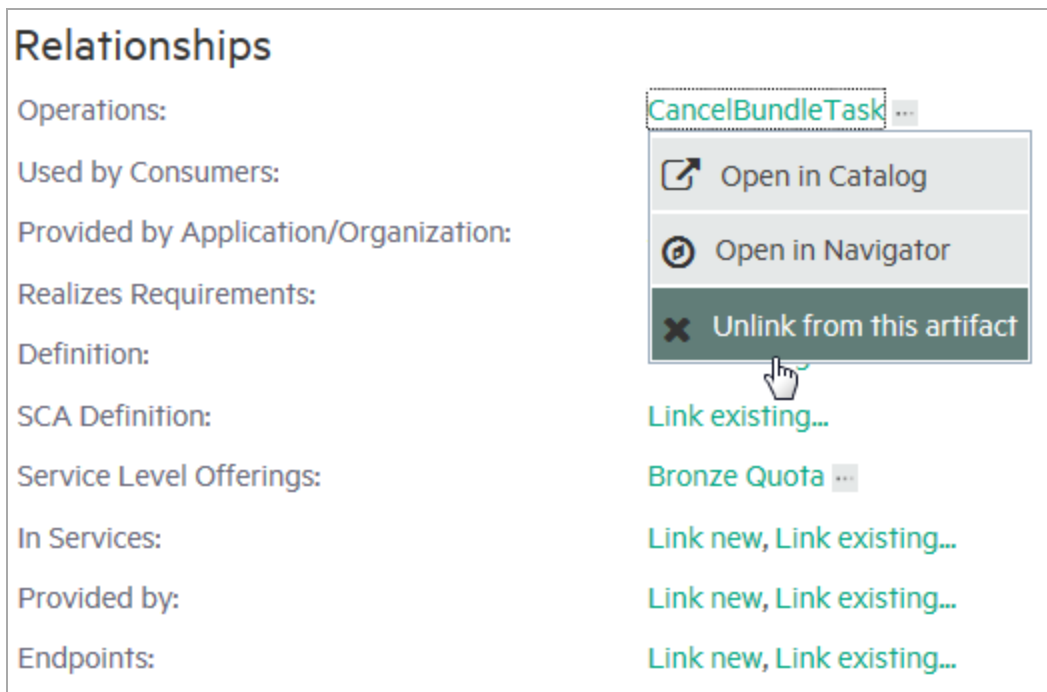 Relationships
Operations: CancelBundleTask ...
Used by Consumers: Open in Catalog
Provided by Application/Organization: Open in Navigator
Realizes Requirements: Unlink from this artifact
Definition:
SCA Definition: Link existing...
Service Level Offerings: Bronze Quota ...
In Services: Link new, Link existing...
Provided by: Link new, Link existing...
Endpoints: Link new, Link existing...